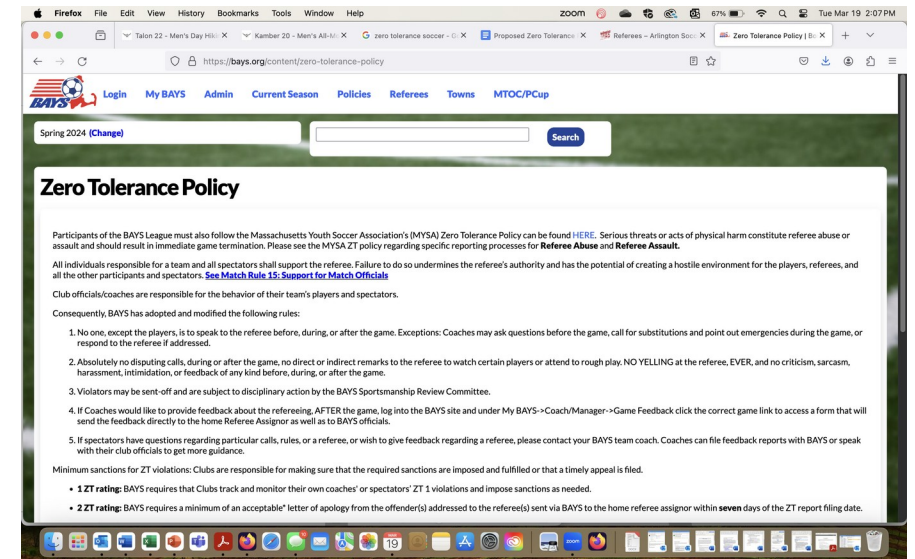 Firefox File Edit View History Bookmarks Tools Window Help zoom 67% Tue Mar 19 2:07 PM
Talon 22 - Men's Day Hikin Kamber 20 - Men's All-Mo zero tolerance soccer - Go Proposed Zero Tolerance Referees – Arlington Socc Zero Tolerance Policy | Ba
https://bays.org/content/zero-tolerance-policy
BAYS Login My BAYS Admin Current Season Policies Referees Towns MTOC/PCup
Spring 2024 (Change) Search
Zero Tolerance Policy
Participants of the BAYS League must also follow the Massachusetts Youth Soccer Association's (MYSA) Zero Tolerance Policy can be found HERE. Serious threats or acts of physical harm constitute referee abuse or
assault and should result in immediate game termination. Please see the MYSA ZT policy regarding specific reporting processes for Referee Abuse and Referee Assault.
All individuals responsible for a team and all spectators shall support the referee. Failure to do so undermines the referee's authority and has the potential of creating a hostile environment for the players, referees, and
all the other participants and spectators. See Match Rule 15: Support for Match Officials
Club officials/coaches are responsible for the behavior of their team's players and spectators.
Consequently, BAYS has adopted and modified the following rules:
1. No one, except the players, is to speak to the referee before, during, or after the game. Exceptions: Coaches may ask questions before the game, call for substitutions and point out emergencies during the game, or
respond to the referee if addressed.
2. Absolutely no disputing calls, during or after the game, no direct or indirect remarks to the referee to watch certain players or attend to rough play. NO YELLING at the referee, EVER, and no criticism, sarcasm,
harassment, intimidation, or feedback of any kind before, during, or after the game.
3. Violators may be sent-off and are subject to disciplinary action by the BAYS Sportsmanship Review Committee.
4. If Coaches would like to provide feedback about the refereeing, AFTER the game, log into the BAYS site and under My BAYS->Coach/Manager->Game Feedback click the correct game link to access a form that will
send the feedback directly to the home Referee Assignor as well as to BAYS officials.
5. If spectators have questions regarding particular calls, rules, or a referee, or wish to give feedback regarding a referee, please contact your BAYS team coach. Coaches can file feedback reports with BAYS or speak
with their club officials to get more guidance.
Minimum sanctions for ZT violations: Clubs are responsible for making sure that the required sanctions are imposed and fulfilled or that a timely appeal is filed.
• 1 ZT rating: BAYS requires that Clubs track and monitor their own coaches' or spectators' ZT 1 violations and impose sanctions as needed.
• 2 ZT rating: BAYS requires a minimum of an acceptable* letter of apology from the offender(s) addressed to the referee(s) sent via BAYS to the home referee assignor within seven days of the ZT report filing date.
19
zoom